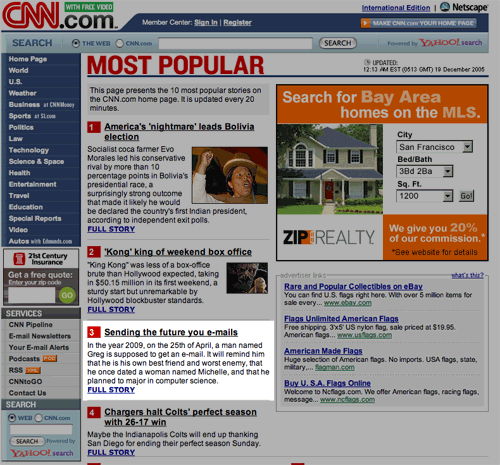 CNN.com
WITH FREE VIDEO
Member Center: Sign In | Register
International Edition | Netscape
MAKE CNN.com YOUR HOME PAGE
SEARCH THE WEB CNN.com SEARCH Powered by YAHOO! search
Home Page
World
U.S.
Weather
Business at CNNMoney
Sports at SI.com
Politics
Law
Technology
Science & Space
Health
Entertainment
Travel
Education
Special Reports
Video
Autos with Edmunds.com
21st Century
Insurance
Get a free quote:
Enter your zip code
GO
SERVICES
CNN Pipeline
E-mail Newsletters
Your E-mail Alerts
Podcasts
RSS XML
CNNtoGO
Contact Us
SEARCH
WEB CNN.com
SEARCH Powered by
YAHOO! search
MOST POPULAR
UPDATED:
12:13 AM EST (0513 GMT) 19 December 2005
This page presents the 10 most popular stories on
the CNN.com home page. It is updated every 20
minutes.
1 America's 'nightmare' leads Bolivia
election
Socialist coca farmer Evo
Morales led his conservative
rival by more than 10
percentage points in Bolivia's
presidential race, a
surprisingly strong outcome
that made it likely he would
be declared the country's first Indian president,
according to independent exit polls.
FULL STORY
2 'Kong' king of weekend box office
"King Kong" was less of a box-office
brute than Hollywood expected, taking
in $50.15 million in its first weekend, a
sturdy start but unremarkable by
Hollywood blockbuster standards.
FULL STORY
3 Sending the future you e-mails
In the year 2009, on the 25th of April, a man named
Greg is supposed to get an e-mail. It will remind him
that he is his own best friend and worst enemy, that
he once dated a woman named Michelle, and that he
planned to major in computer science.
FULL STORY
4 Chargers halt Colts' perfect season
with 26-17 win
Maybe the Indianapolis Colts will end up thanking
San Diego for ending their perfect season Sunday.
FULL STORY
Search for Bay Area
homes on the MLS.
City
San Francisco
Bed/Bath
3Bd 2Ba
Sq. Ft.
1200 Go!
ZIP REALTY
We give you 20%
of our commission.*
*See website for details
advertiser links what's this?
Rare and Popular Collectibles on eBay
You can find U.S. flags right here. With over 5 million items for
sale every... www.ebay.com
Flags Unlimited American Flags
Free shipping. 3'x5' US nylon flag, sale priced at $19.95.
American flags... www.usflags.com
American Made Flags
Huge selection of American flags. No imports. USA flags, state,
military,... flagman.com
Buy U. S.A. Flags Online
Welcome to Ncflags.com. We offer American flags, racing flags,
message... www.ncflags.com